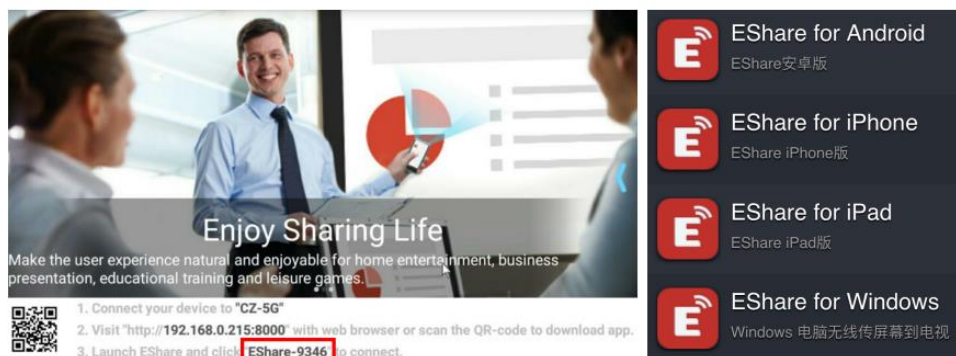 Enjoy Sharing Life
Make the user experience natural and enjoyable for home entertainment, business
presentation, educational training and leisure games.
1. Connect your device to "CZ-5G"
2. Visit "http://192.168.0.215:8000" with web browser or scan the QR-code to download app.
3. Launch EShare and click "EShare-9346" to connect.
E
EShare for Android
EShare安卓版
E
EShare for iPhone
EShare iPhone版
E
EShare for iPad
EShare iPad版
E
EShare for Windows
Windows 电脑无线传屏幕到电视